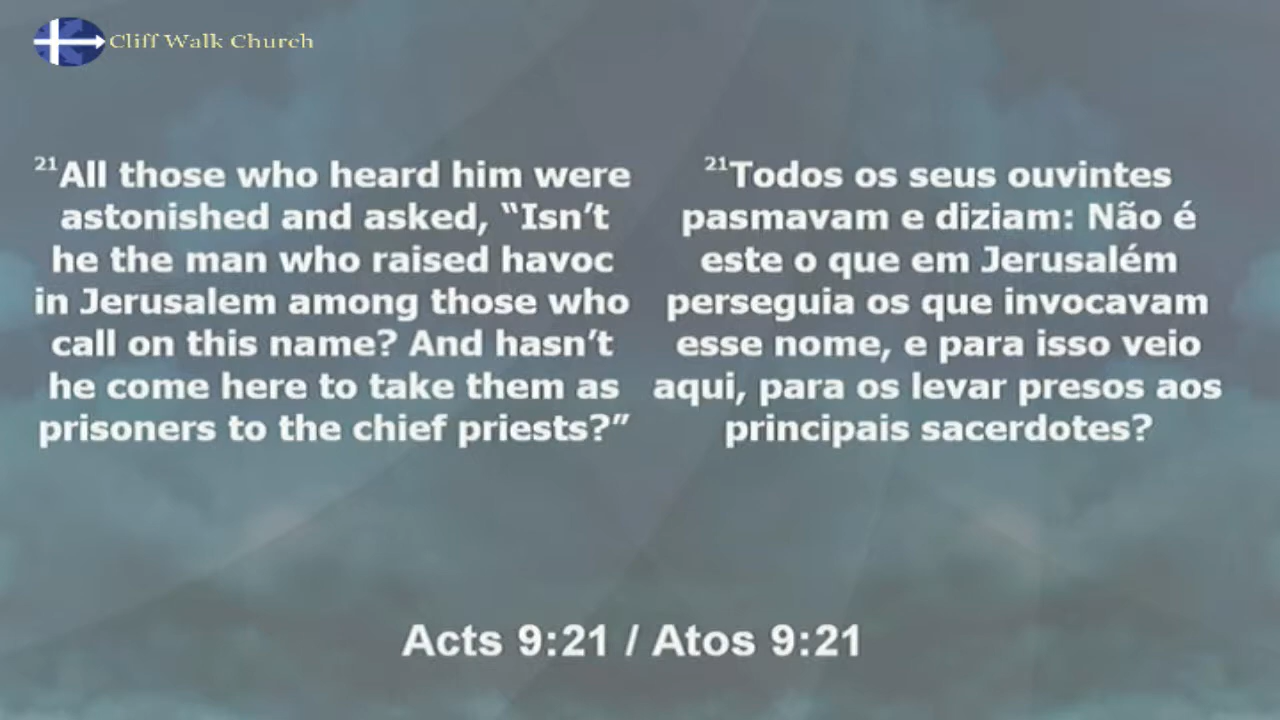 Cliff Walk Church
21All those who heard him were
astonished and asked, “Isn’t
he the man who raised havoc
in Jerusalem among those who
call on this name? And hasn’t
he come here to take them as
prisoners to the chief priests?”
21Todos os seus ouvintes
pasmavam e diziam: Não é
este o que em Jerusalém
perseguia os que invocavam
esse nome, e para isso veio
aqui, para os levar presos aos
principais sacerdotes?
Acts 9:21 / Atos 9:21